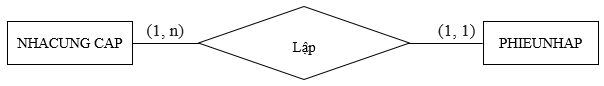 NHACUNG CAP (1, n) Lập (1, 1) PHIEUNHAP